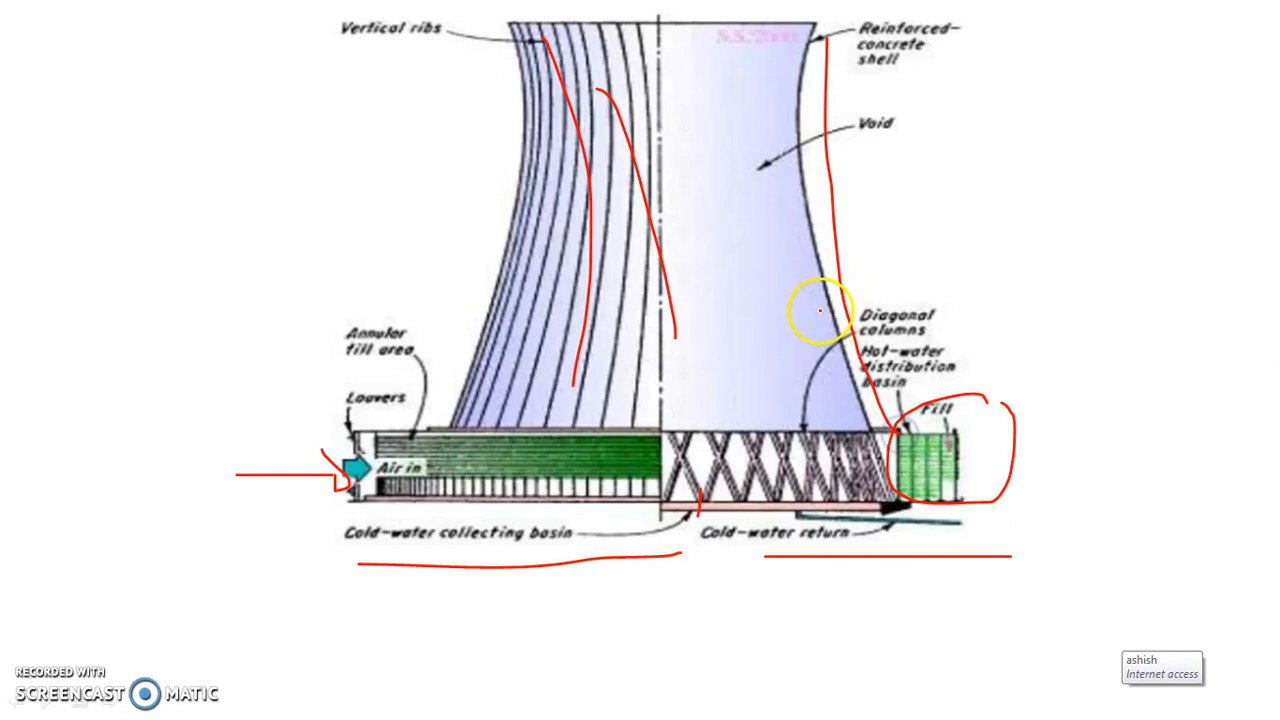 Vertical ribs
S.S.'2000
Reinforced-
concrete
shell
Void
Diagonal
columns
Annular
fill area
Hot-water
distribution
basin
Louvers
Fill
Air in
Cold-water collecting basin
Cold-water return
RECORDED WITH
SCREENCAST MATIC
ashish
Internet access